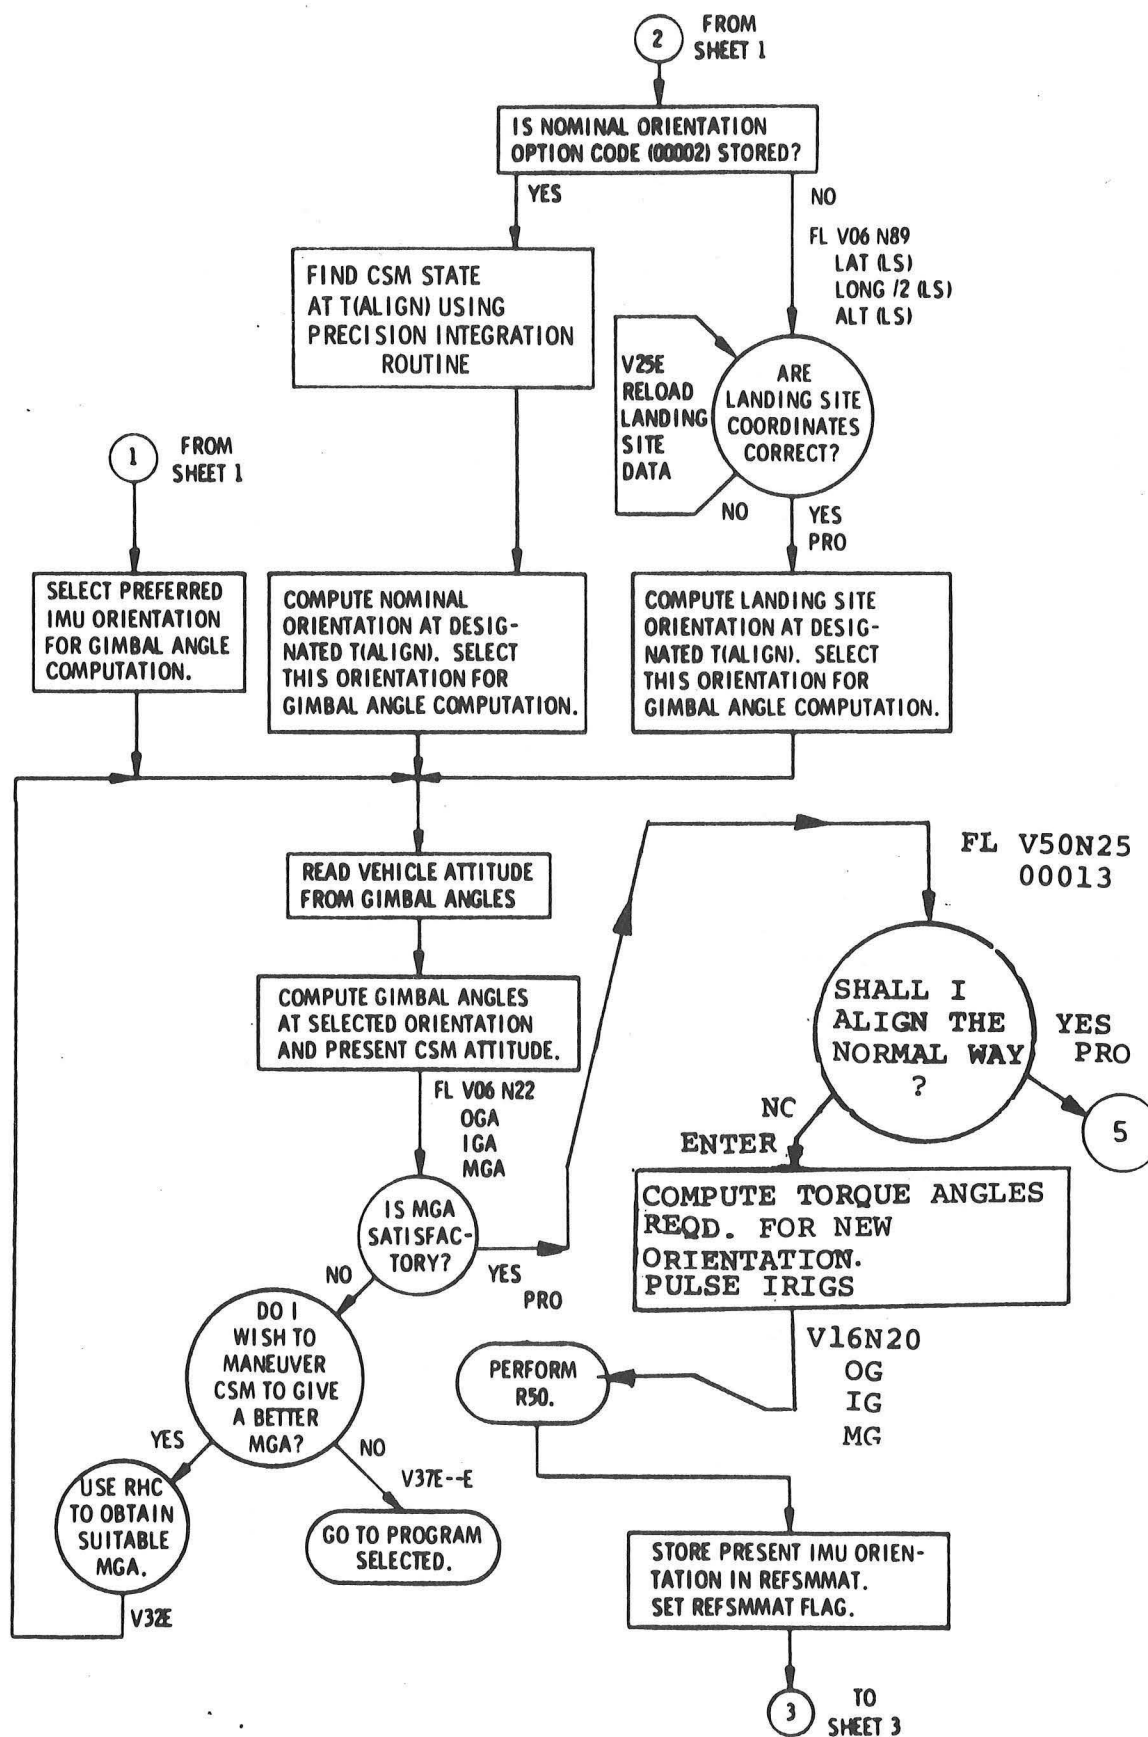 2
FROM
SHEET 1
IS NOMINAL ORIENTATION
OPTION CODE (00002) STORED?
YES
NO
FL V06 N89
LAT (LS)
LONG /2 (LS)
ALT (LS)
FIND CSM STATE
AT T(ALIGN) USING
PRECISION INTEGRATION
ROUTINE
V25E
RELOAD
LANDING
SITE
DATA
ARE
LANDING SITE
COORDINATES
CORRECT?
NO
YES
PRO
1
FROM
SHEET 1
SELECT PREFERRED
IMU ORIENTATION
FOR GIMBAL ANGLE
COMPUTATION.
COMPUTE NOMINAL
ORIENTATION AT DESIG-
NATED T(ALIGN). SELECT
THIS ORIENTATION FOR
GIMBAL ANGLE COMPUTATION.
COMPUTE LANDING SITE
ORIENTATION AT DESIG-
NATED T(ALIGN). SELECT
THIS ORIENTATION FOR
GIMBAL ANGLE COMPUTATION.
READ VEHICLE ATTITUDE
FROM GIMBAL ANGLES
COMPUTE GIMBAL ANGLES
AT SELECTED ORIENTATION
AND PRESENT CSM ATTITUDE.
FL V06 N22
OGA
IGA
MGA
IS MGA
SATISFAC-
TORY?
NO
YES
PRO
FL V50N25
00013
SHALL I
ALIGN THE
NORMAL WAY
?
YES
PRO
5
NC
ENTER
COMPUTE TORQUE ANGLES
REQD. FOR NEW
ORIENTATION.
PULSE IRIGS
V16N20
OG
IG
MG
PERFORM
R50.
DO I
WISH TO
MANEUVER
CSM TO GIVE
A BETTER
MGA?
YES
NO
V37E--E
USE RHC
TO OBTAIN
SUITABLE
MGA.
V32E
GO TO PROGRAM
SELECTED.
STORE PRESENT IMU ORIEN-
TATION IN REFSMMAT.
SET REFSMMAT FLAG.
3
TO
SHEET 3